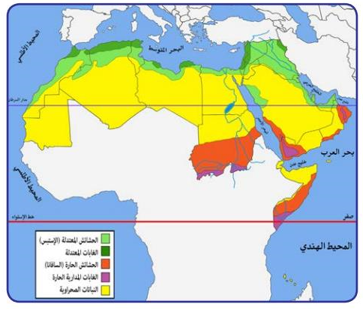 المحيط الأطلسي
البحر المتوسط
مدار السرطان
بحر العرب
خليج عدن
المحيط الأطلسي
خط الإستواء
صفر
المحيط الهندي
الحشائش المعتدلة (الإستبس)
الغابات المعتدلة
الحشائش الحارة (السافانا)
الغابات المدارية الحارة
النباتات الصحراوية